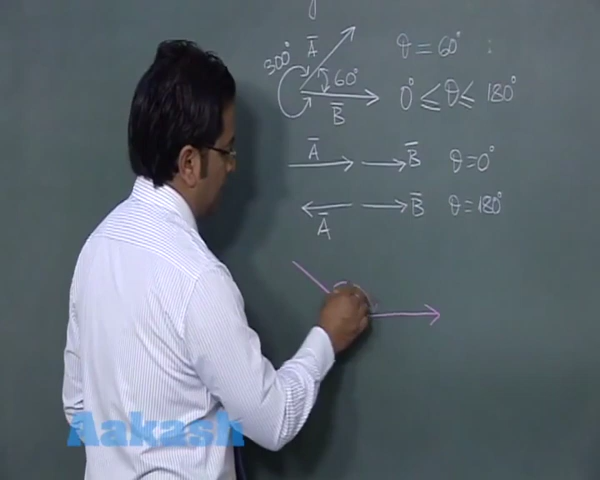 A̅
300°
60°
B̅
θ = 60°
0° ≤ θ ≤ 180°
A̅ B̅ θ = 0°
A̅ B̅ θ = 180°
Aakash